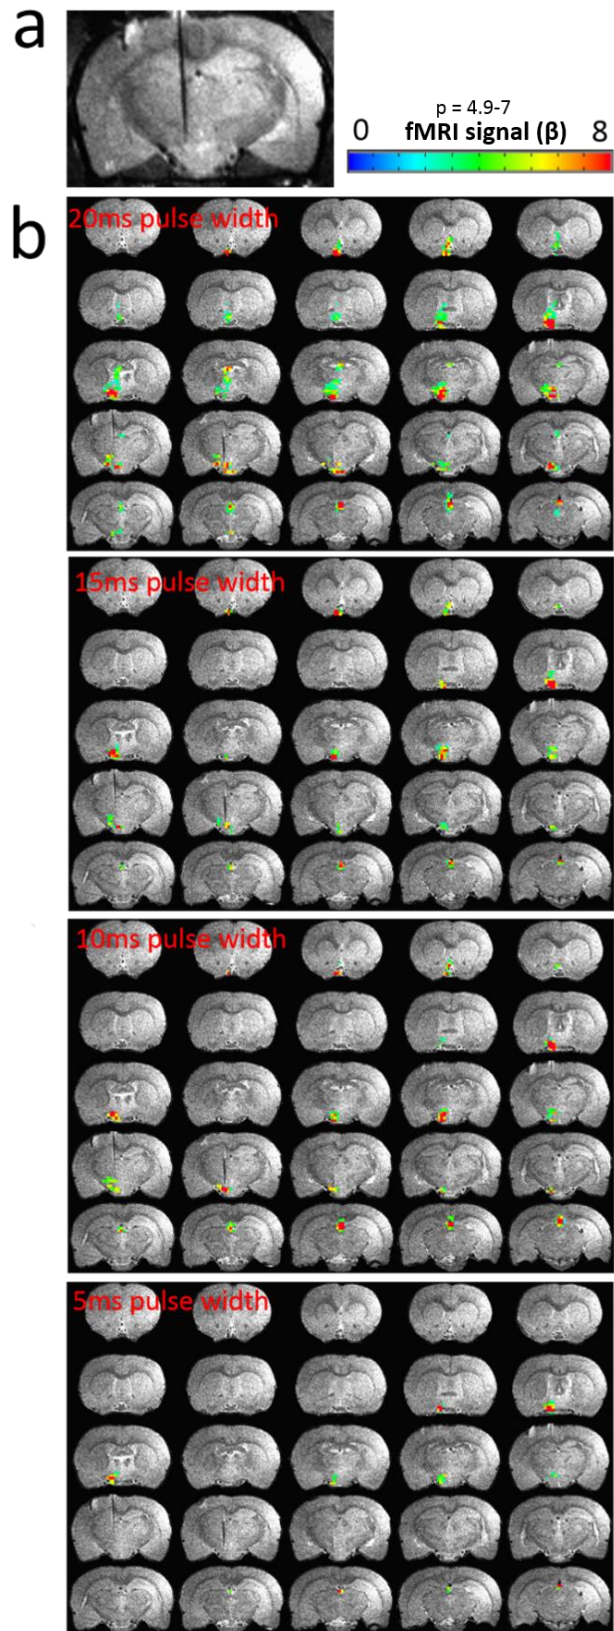 a
p = 4.9-7
0 fMRI signal (β) 8
b
20ms pulse width
15ms pulse width
10ms pulse width
5ms pulse width